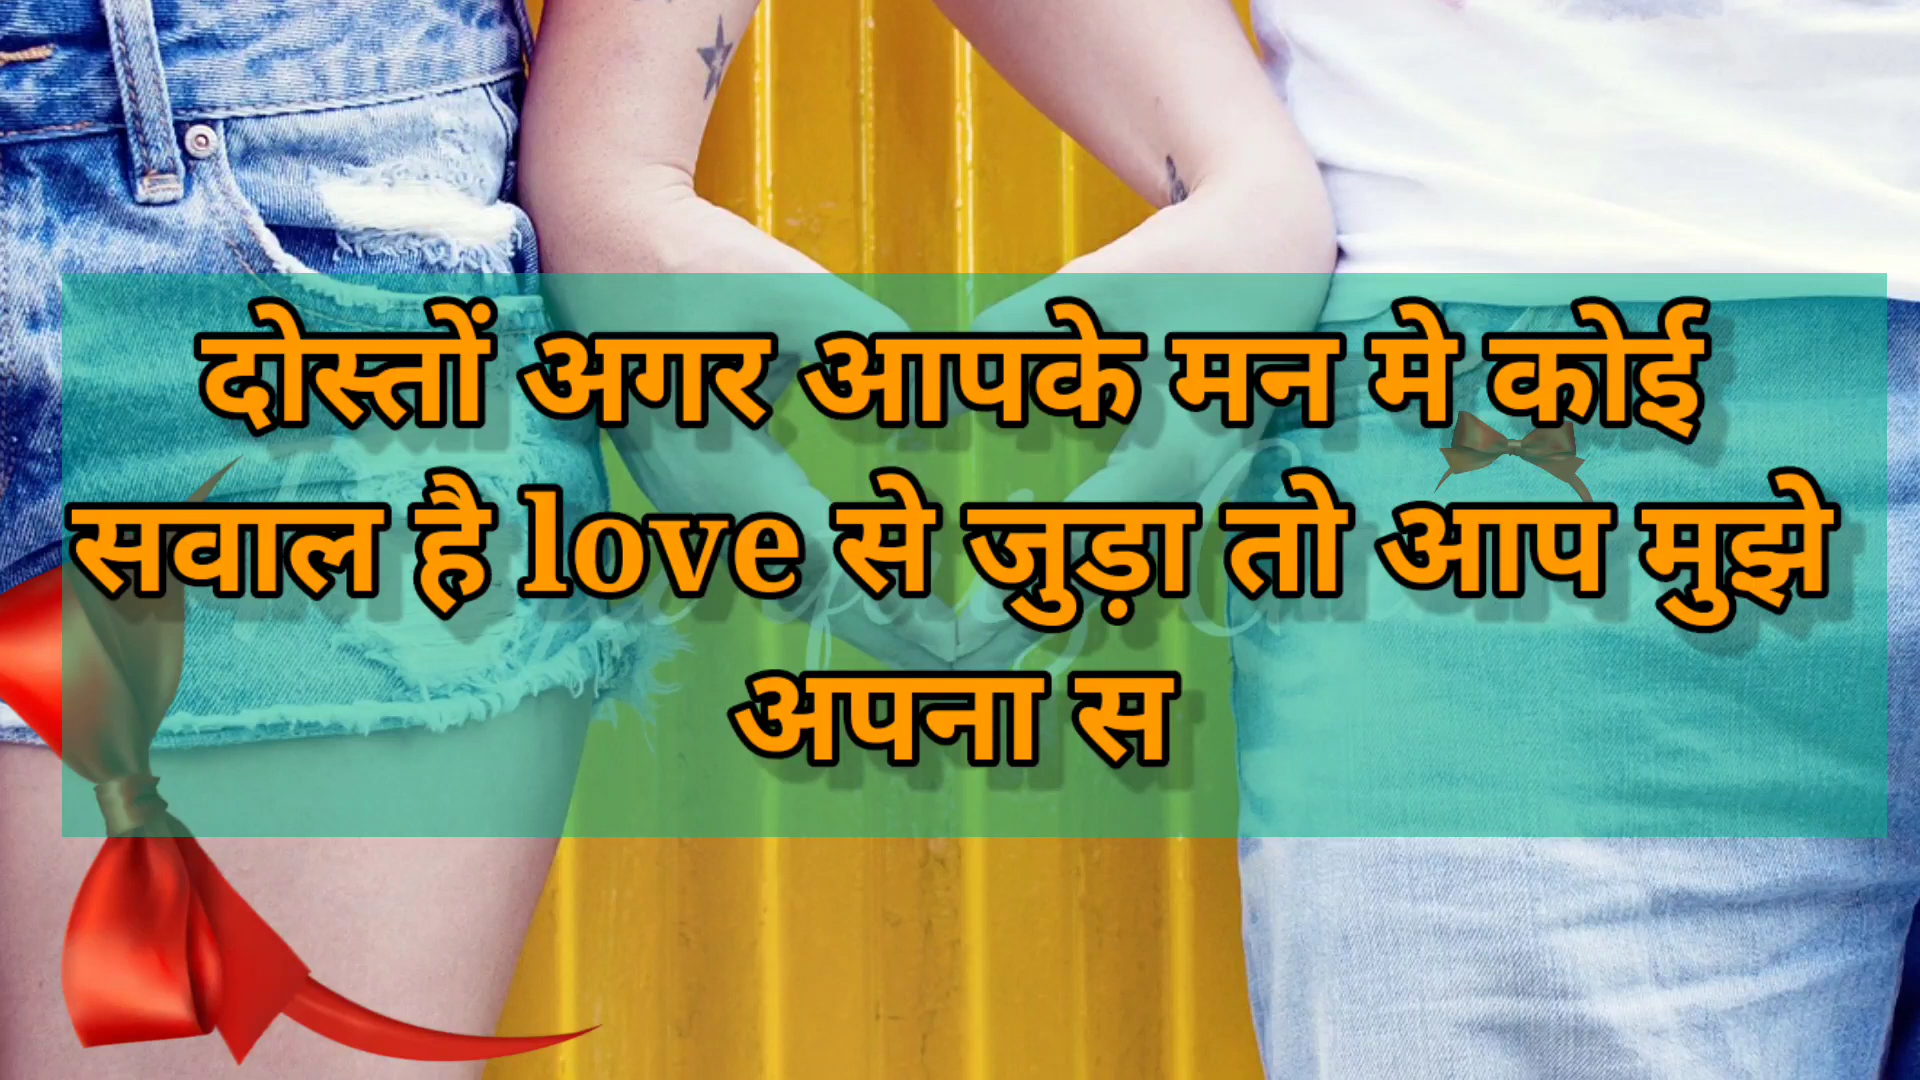 दोस्तों अगर आपके मन मे कोई
सवाल है love से जुड़ा तो आप मुझे
अपना स